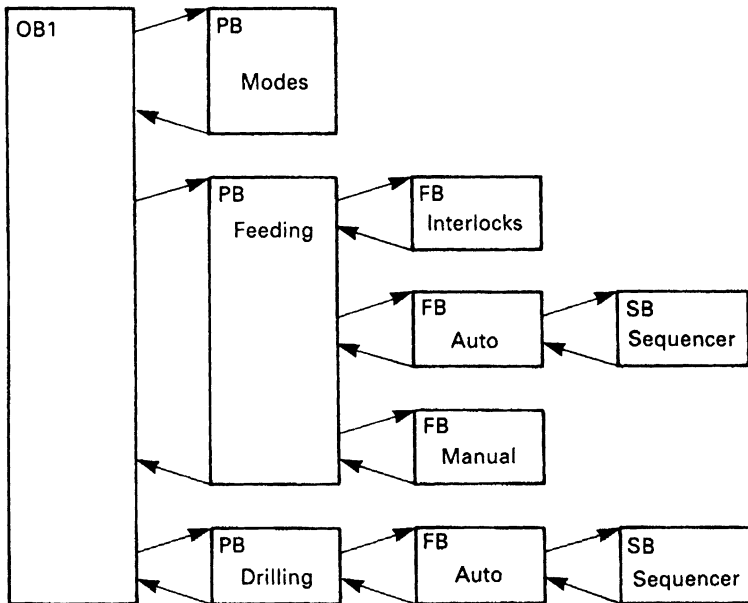 OB1
PB
Modes
PB
Feeding
FB
Interlocks
FB
Auto
SB
Sequencer
FB
Manual
PB
Drilling
FB
Auto
SB
Sequencer